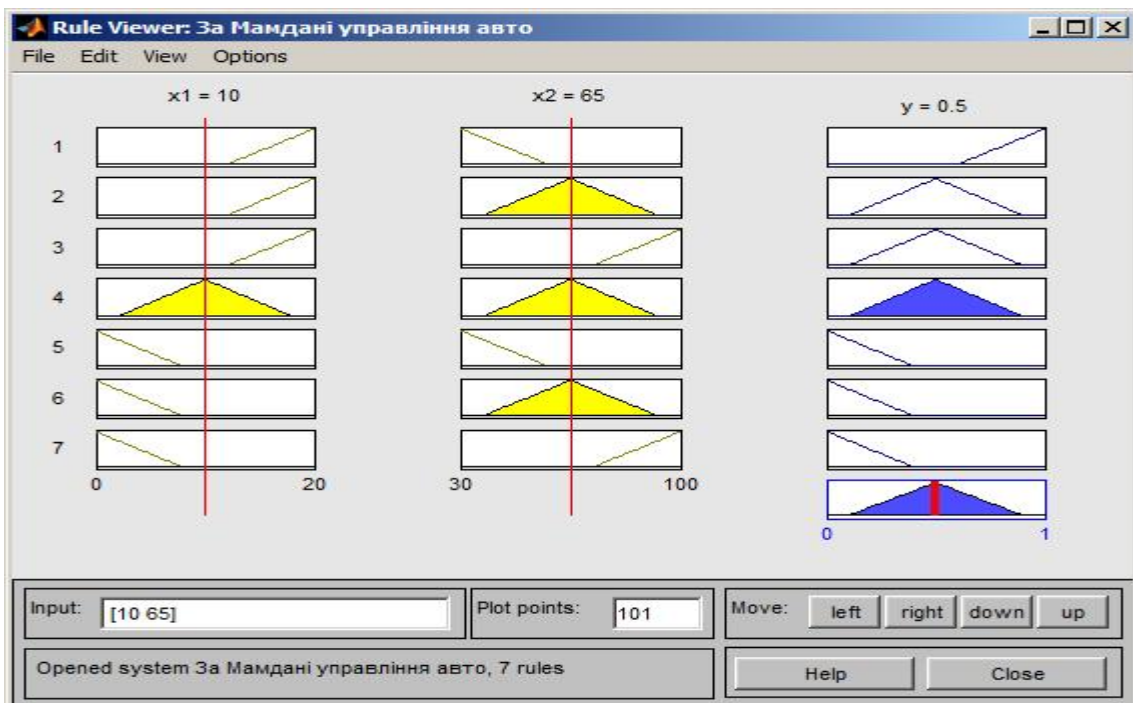 Rule Viewer: За Мамдані управління авто
File Edit View Options
x1 = 10 x2 = 65 y = 0.5
1
2
3
4
5
6
7
0 20 30 100
0 1
Input: [10 65] Plot points: 101 Move: left right down up
Opened system За Мамдані управління авто, 7 rules Help Close